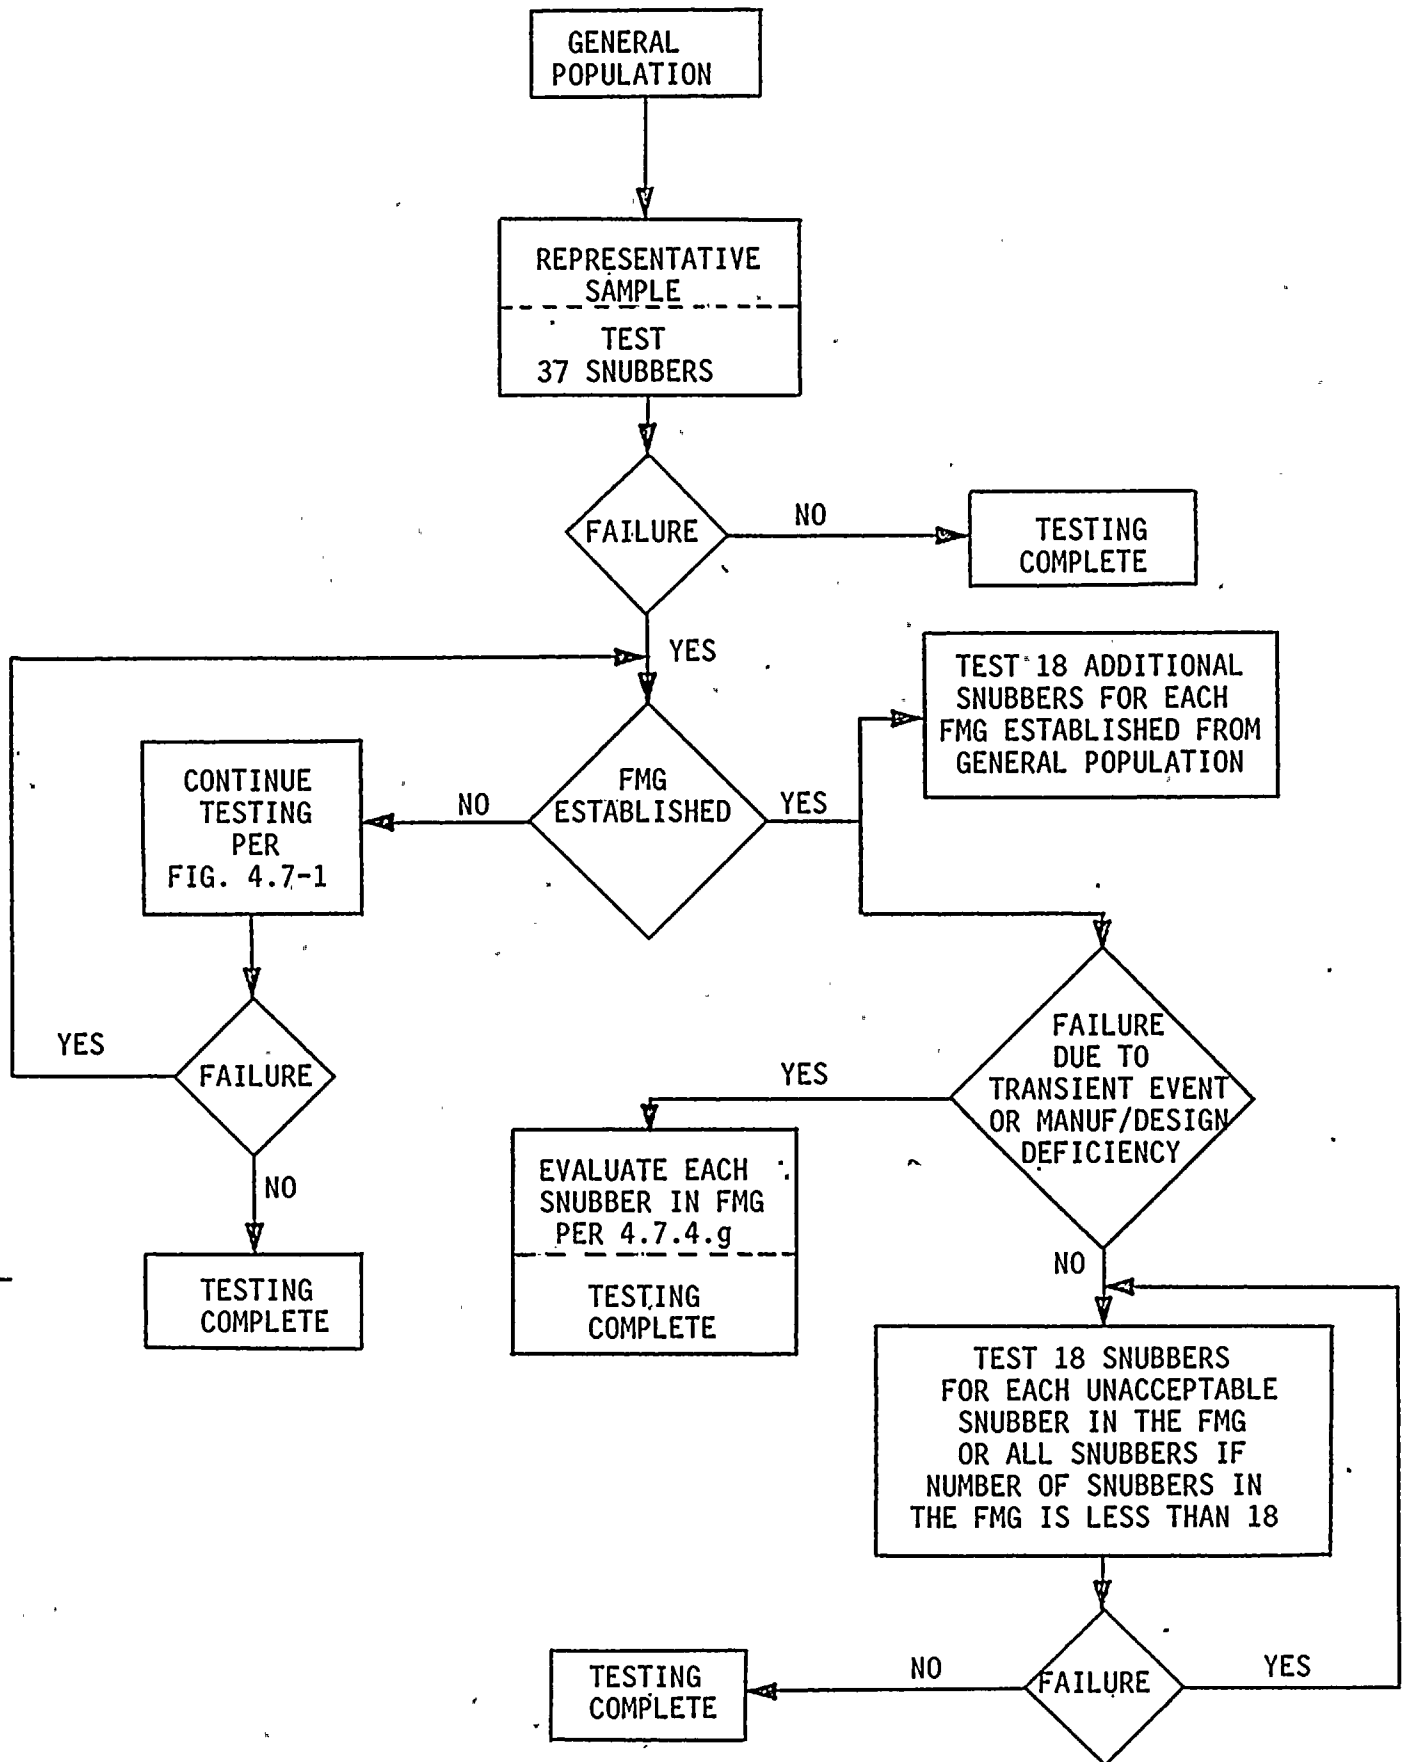 GENERAL
POPULATION
REPRESENTATIVE
SAMPLE
TEST
37 SNUBBERS
FAILURE
NO
TESTING
COMPLETE
YES
TEST 18 ADDITIONAL
SNUBBERS FOR EACH
FMG ESTABLISHED FROM
GENERAL POPULATION
FMG
ESTABLISHED
NO
YES
CONTINUE
TESTING
PER
FIG. 4.7-1
YES
FAILURE
NO
TESTING
COMPLETE
FAILURE
DUE TO
TRANSIENT EVENT
OR MANUF/DESIGN
DEFICIENCY
YES
EVALUATE EACH
SNUBBER IN FMG
PER 4.7.4.g
TESTING
COMPLETE
NO
TEST 18 SNUBBERS
FOR EACH UNACCEPTABLE
SNUBBER IN THE FMG
OR ALL SNUBBERS IF
NUMBER OF SNUBBERS IN
THE FMG IS LESS THAN 18
FAILURE
YES
NO
TESTING
COMPLETE